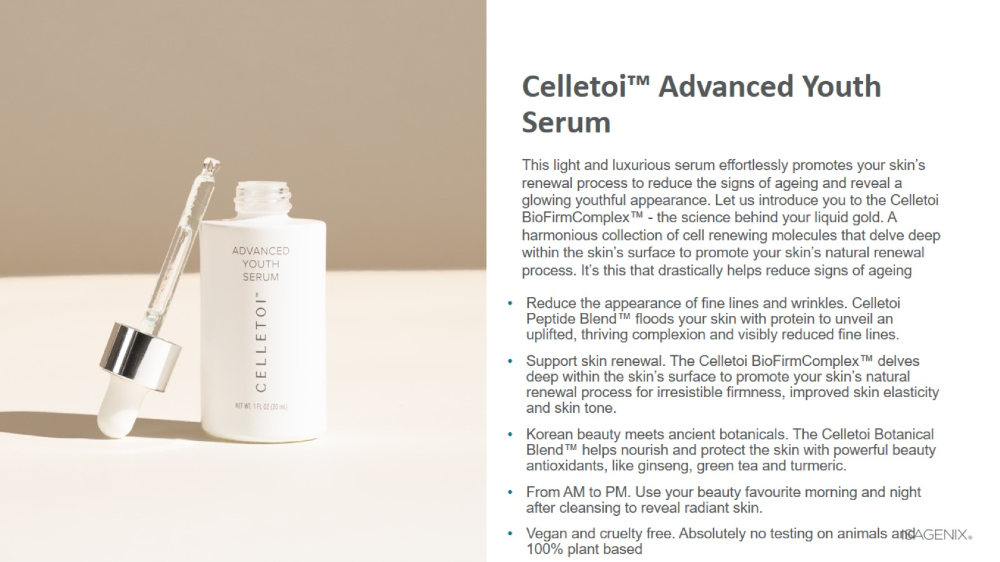 ADVANCED
YOUTH
SERUM
CELLETOI™
NET WT. 1 FL OZ (30 mL)
Celletoi™ Advanced Youth
Serum
This light and luxurious serum effortlessly promotes your skin’s
renewal process to reduce the signs of ageing and reveal a
glowing youthful appearance. Let us introduce you to the Celletoi
BioFirmComplex™ - the science behind your liquid gold. A
harmonious collection of cell renewing molecules that delve deep
within the skin’s surface to promote your skin’s natural renewal
process. It’s this that drastically helps reduce signs of ageing
• Reduce the appearance of fine lines and wrinkles. Celletoi
Peptide Blend™ floods your skin with protein to unveil an
uplifted, thriving complexion and visibly reduced fine lines.
• Support skin renewal. The Celletoi BioFirmComplex™ delves
deep within the skin’s surface to promote your skin’s natural
renewal process for irresistible firmness, improved skin elasticity
and skin tone.
• Korean beauty meets ancient botanicals. The Celletoi Botanical
Blend™ helps nourish and protect the skin with powerful beauty
antioxidants, like ginseng, green tea and turmeric.
• From AM to PM. Use your beauty favourite morning and night
after cleansing to reveal radiant skin.
• Vegan and cruelty free. Absolutely no testing on animals and
100% plant based
ISAGENIX®